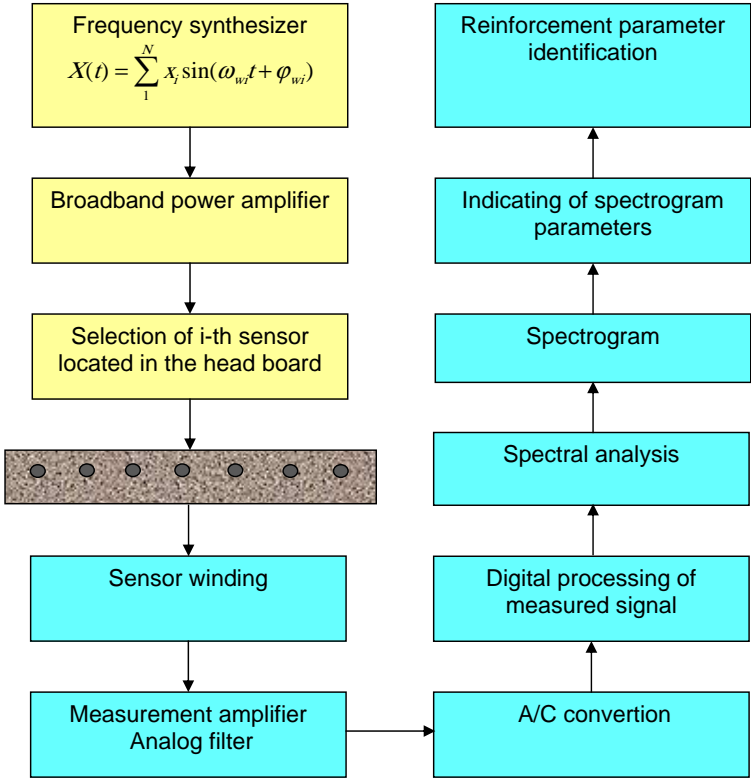 Frequency synthesizer
X(t) = ∑₁ᴺ xᵢ sin(ω_wi t + φ_wi)
Broadband power amplifier
Selection of i-th sensor
located in the head board
Sensor winding
Measurement amplifier
Analog filter
A/C convertion
Digital processing of
measured signal
Spectral analysis
Spectrogram
Indicating of spectrogram
parameters
Reinforcement parameter
identification